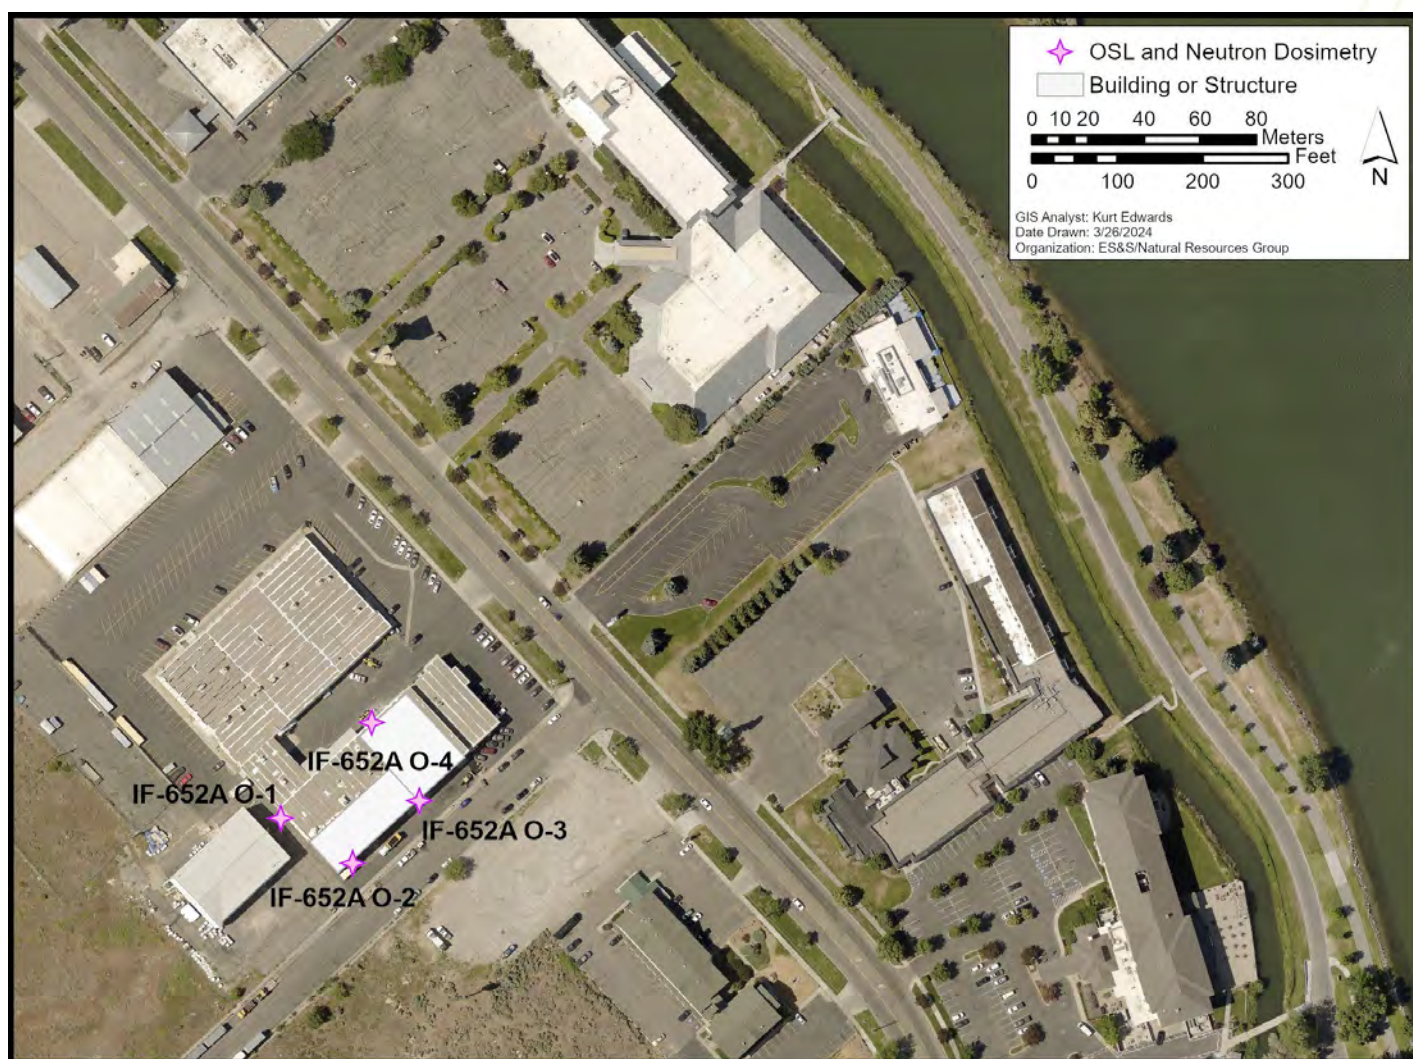 OSL and Neutron Dosimetry
Building or Structure
0 10 20 40 60 80
Meters
Feet
0 100 200 300
N
GIS Analyst: Kurt Edwards
Date Drawn: 3/26/2024
Organization: ES&S/Natural Resources Group
IF-652A O-4
IF-652A O-1
IF-652A O-3
IF-652A O-2